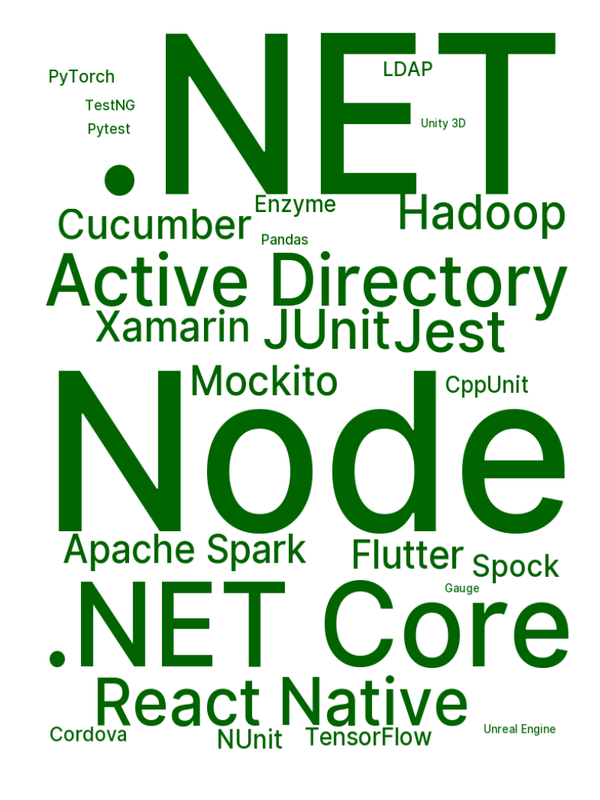 .NET
PyTorch
LDAP
TestNG
Pytest
Unity 3D
Enzyme
Hadoop
Cucumber
Pandas
Active Directory
Xamarin
JUnit
Jest
Mockito
CppUnit
Node
Apache Spark
Flutter
Spock
Gauge
.NET Core
React Native
Cordova
NUnit
TensorFlow
Unreal Engine